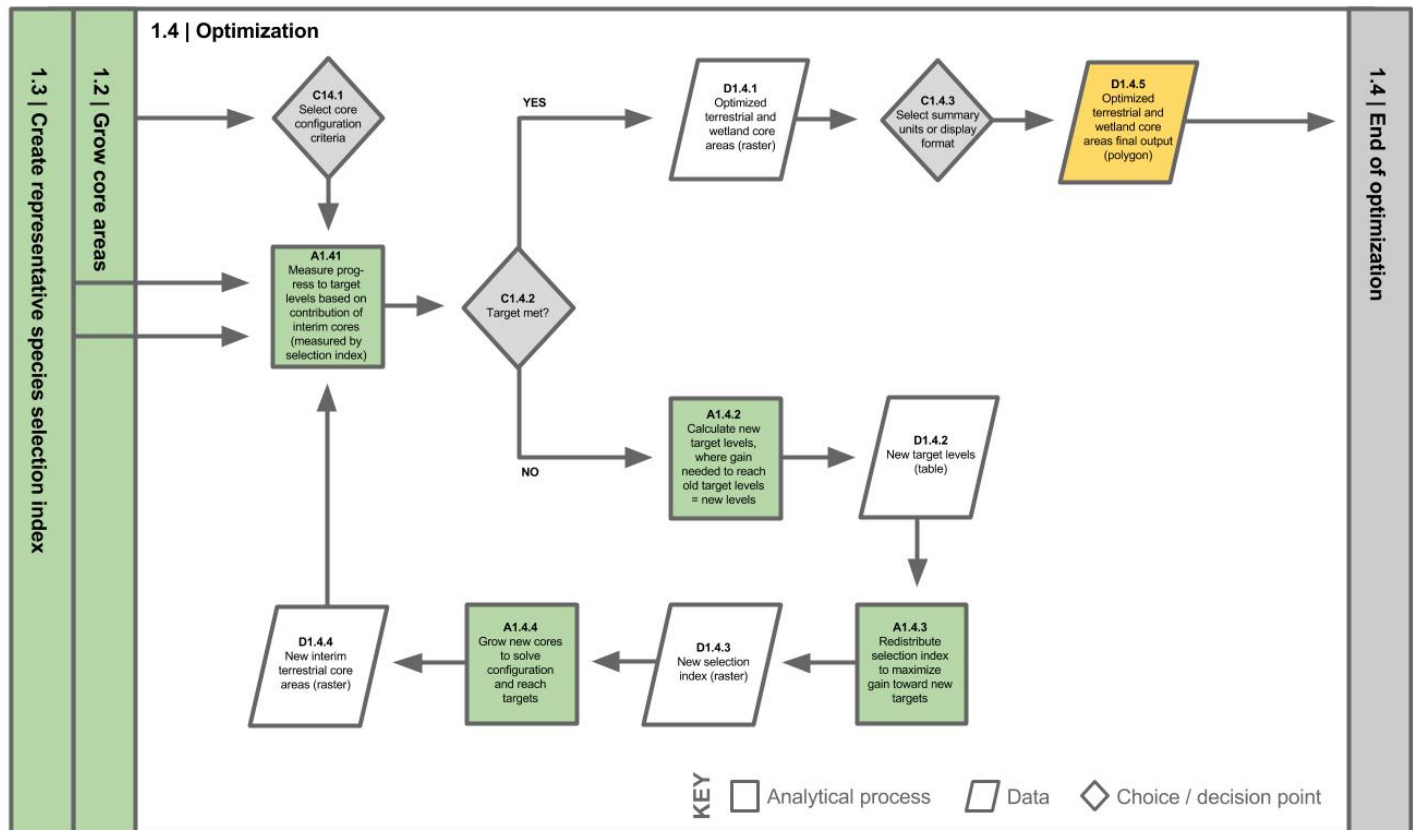 1.3 | Create representative species selection index
1.2 | Grow core areas
1.4 | Optimization
C14.1
Select core
configuration
criteria
A1.41
Measure prog-
ress to target
levels based on
contribution of
interim cores
(measured by
selection index)
C1.4.2
Target met?
YES
D1.4.1
Optimized
terrestrial and
wetland core
areas (raster)
C1.4.3
Select summary
units or display
format
D1.4.5
Optimized
terrestrial and
wetland core
areas final output
(polygon)
NO
A1.4.2
Calculate new
target levels,
where gain
needed to reach
old target levels
= new levels
D1.4.2
New target levels
(table)
A1.4.3
Redistribute
selection index
to maximize
gain toward new
targets
D1.4.3
New selection
index (raster)
A1.4.4
Grow new cores
to solve
configuration
and reach
targets
D1.4.4
New interim
terrestrial core
areas (raster)
1.4 | End of optimization
KEY
Analytical process
Data
Choice / decision point